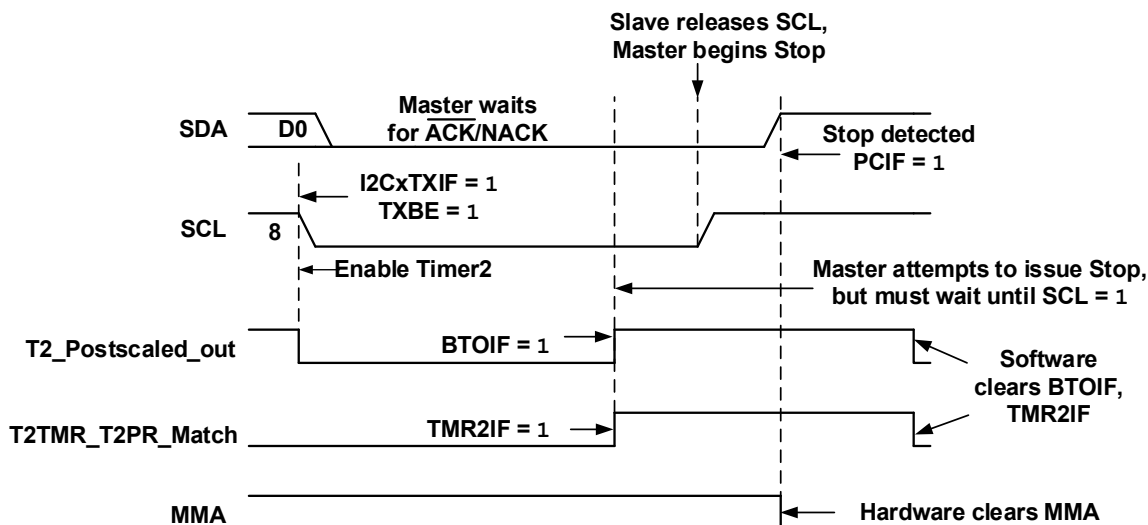 Slave releases SCL,
Master begins Stop
SDA
D0
Master waits
for ACK/NACK
Stop detected
PCIF = 1
I2CxTXIF = 1
TXBE = 1
SCL
8
Enable Timer2
Master attempts to issue Stop,
but must wait until SCL = 1
T2_Postscaled_out
BTOIF = 1
Software
clears BTOIF,
TMR2IF
T2TMR_T2PR_Match
TMR2IF = 1
MMA
Hardware clears MMA